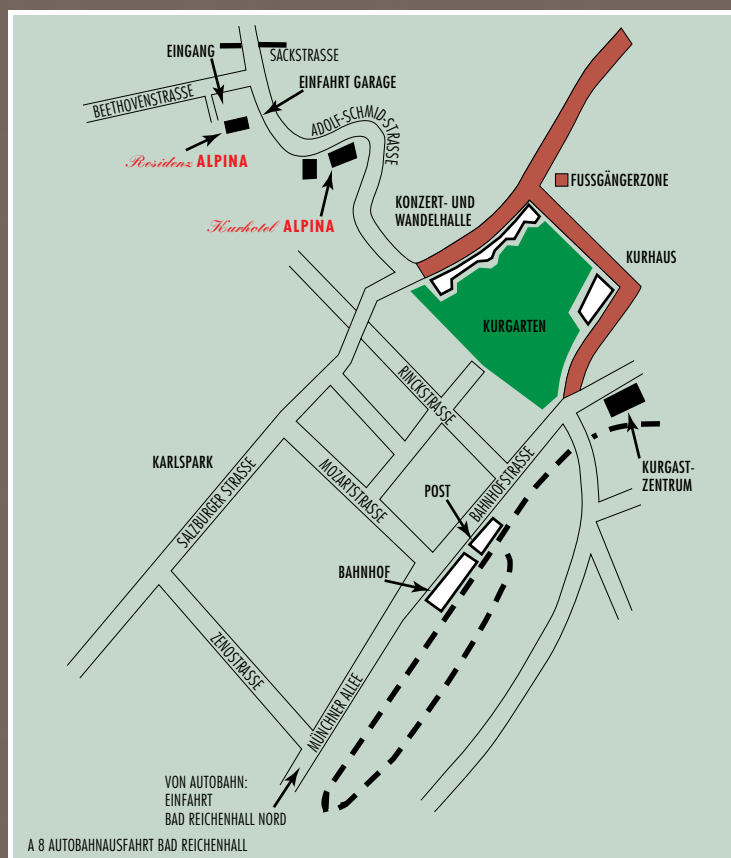 EINGANG
SACKSTRASSE
EINFAHRT GARAGE
BEETHOVENSTRASSE
ADOLF-SCHMID-STRASSE
Residenz ALPINA
Kurhotel ALPINA
FUSSGÄNGERZONE
KONZERT- UND
WANDELHALLE
KURHAUS
KURGARTEN
RINCKSTRASSE
KARLSPARK
SALZBURGER STRASSE
MOZARTSTRASSE
POST
BAHNHOFSTRASSE
KURGAST-
ZENTRUM
BAHNHOF
ZENOSTRASSE
MÜNCHNER ALLEE
VON AUTOBAHN:
EINFAHRT
BAD REICHENHALL NORD
A 8 AUTOBAHNAUSFAHRT BAD REICHENHALL